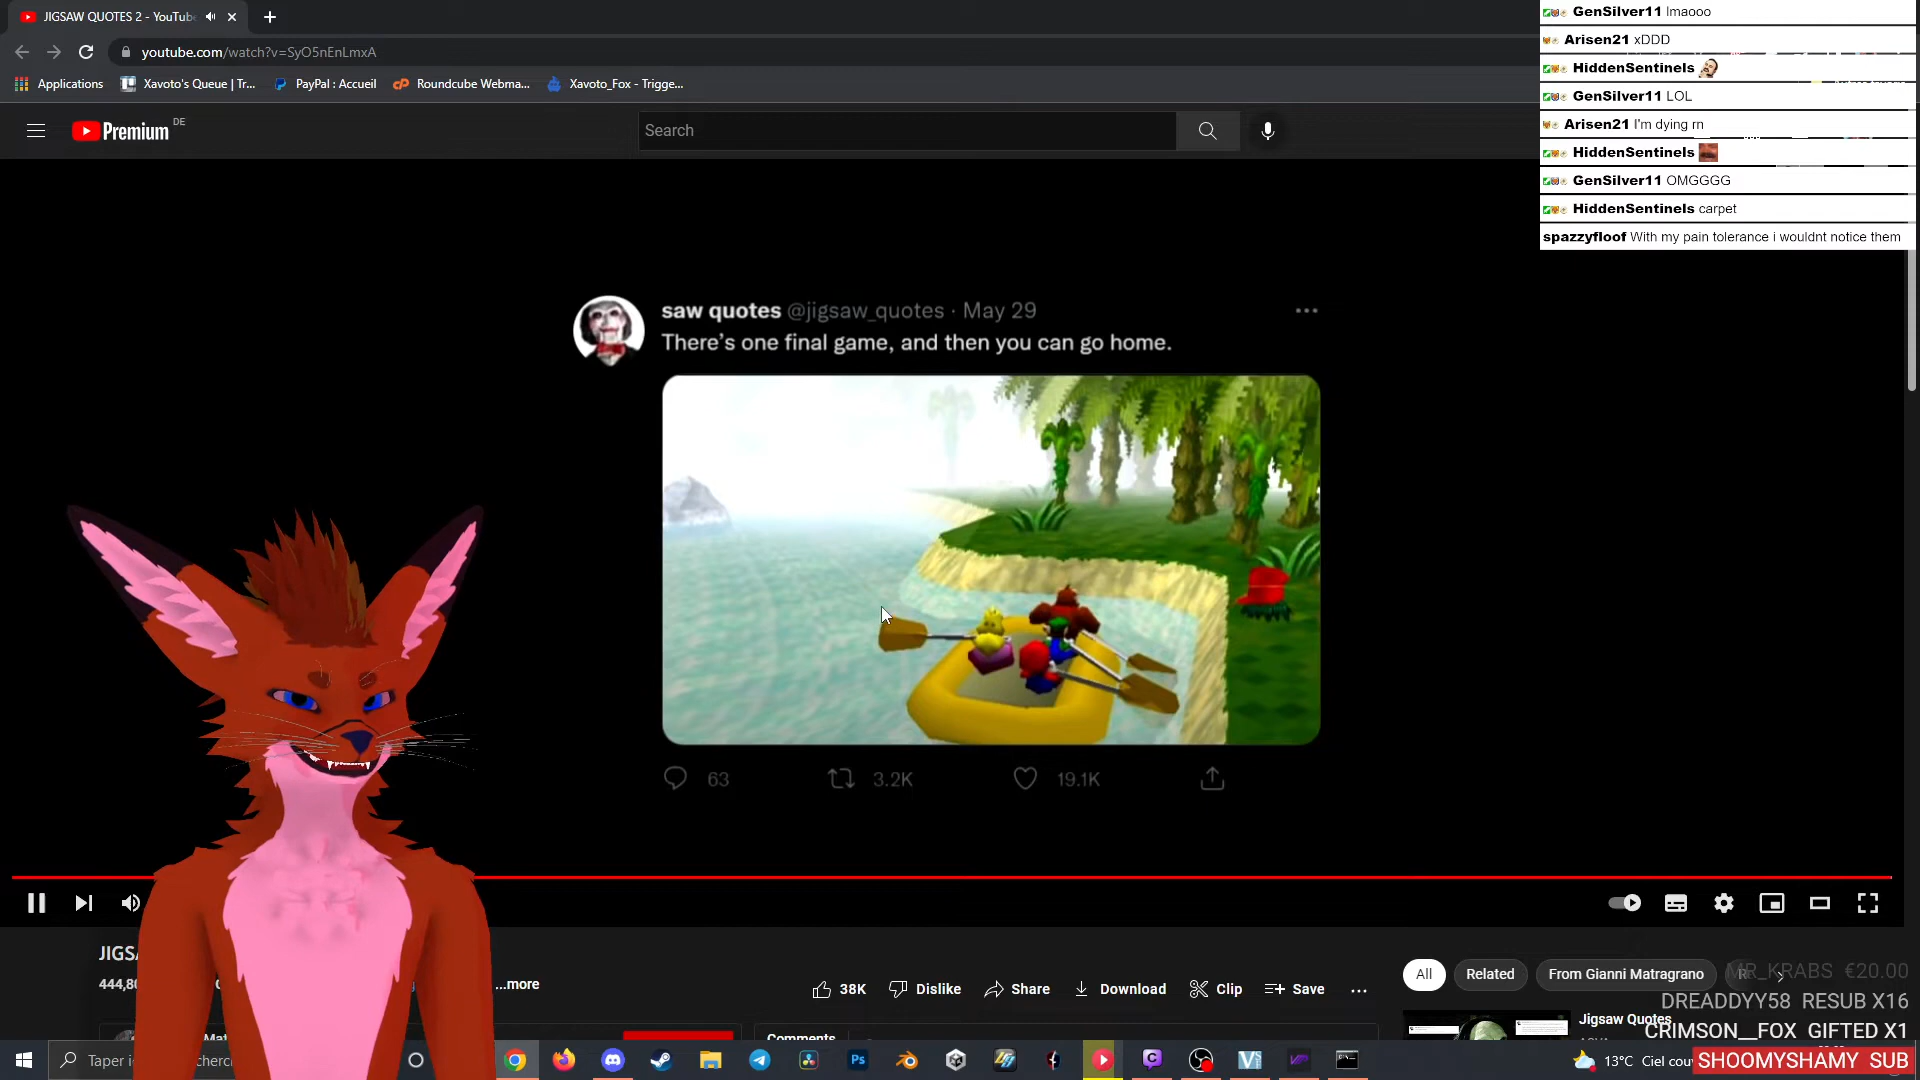 JIGSAW QUOTES 2 - YouTub
youtube.com/watch?v=SyO5nEnLmxA
Applications
Xavoto's Queue | Tr...
PayPal : Accueil
Roundcube Webma...
Xavoto_Fox - Trigge...
Premium DE
Search
GenSilver11 lmaooo
Arisen21 xDDD
HiddenSentinels
GenSilver11 LOL
Arisen21 I'm dying rn
HiddenSentinels
GenSilver11 OMGGGG
HiddenSentinels carpet
spazzyfloof With my pain tolerance i wouldnt notice them
saw quotes @jigsaw_quotes · May 29
There's one final game, and then you can go home.
63
3.2K
19.1K
JIGSA
444,80
...more
38K
Dislike
Share
Download
Clip
Save
All
Related
From Gianni Matragrano
MR_KRABS €20.00
DREADDYY58 RESUB X16
Jigsaw Quotes
CRIMSON__FOX GIFTED X1
SHOOMYSHAMY SUB
Mat
Comments
Taper i
cherc
13°C Ciel cou